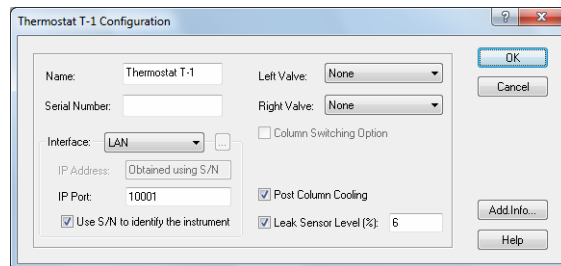 Thermostat T-1 Configuration
Name: Thermostat T-1
Serial Number:
Interface: LAN ...
IP Address: Obtained using S/N
IP Port: 10001
Use S/N to identify the instrument
Left Valve: None
Right Valve: None
Column Switching Option
Post Column Cooling
Leak Sensor Level (%): 6
OK
Cancel
Add.Info...
Help